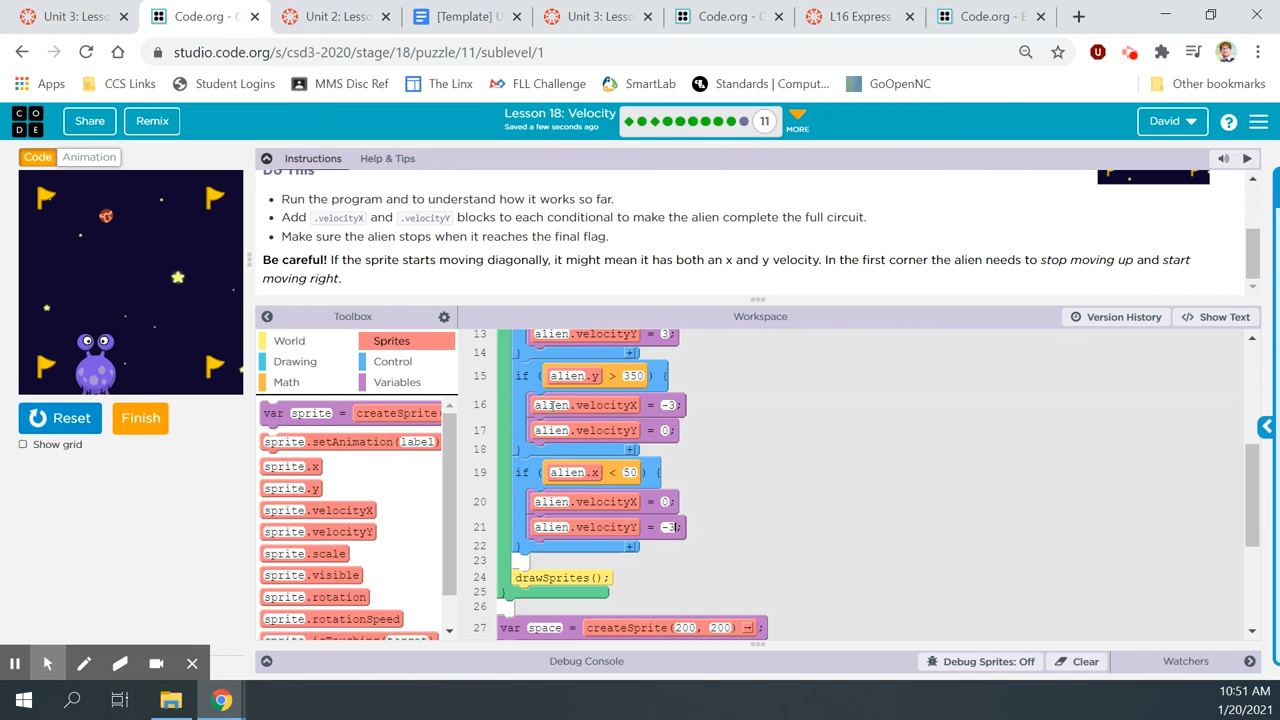 Unit 3: Lesso
Code.org - C
Unit 2: Lesso
[Template] U
Unit 3: Lesso
Code.org - C
L16 Express
Code.org - E
studio.code.org/s/csd3-2020/stage/18/puzzle/11/sublevel/1
Apps
CCS Links
Student Logins
MMS Disc Ref
The Linx
FLL Challenge
SmartLab
Standards | Comput...
GoOpenNC
Other bookmarks
C O
D E
Share
Remix
Lesson 18: Velocity
Saved a few seconds ago
11
MORE
David
Code
Animation
Instructions
Help & Tips
Do This
Run the program and to understand how it works so far.
Add .velocityX and .velocityY blocks to each conditional to make the alien complete the full circuit.
Make sure the alien stops when it reaches the final flag.
Be careful! If the sprite starts moving diagonally, it might mean it has both an x and y velocity. In the first corner the alien needs to stop moving up and start
moving right.
Toolbox
Workspace
Version History
</> Show Text
World
Sprites
Drawing
Control
Math
Variables
var sprite = createSprite(
sprite.setAnimation(label)
sprite.x
sprite.y
sprite.velocityX
sprite.velocityY
sprite.scale
sprite.visible
sprite.rotation
sprite.rotationSpeed
sprite.isTouching(target)
13 alien.velocityY = 3;
14 }
15 if (alien.y > 350) {
16 alien.velocityX = -3;
17 alien.velocityY = 0;
18 }
19 if (alien.x < 50) {
20 alien.velocityX = 0;
21 alien.velocityY = -3;
22 }
23
24 drawSprites();
25 }
26
27 var space = createSprite(200, 200);
Reset
Finish
Show grid
Debug Console
Debug Sprites: Off
Clear
Watchers
10:51 AM
1/20/2021